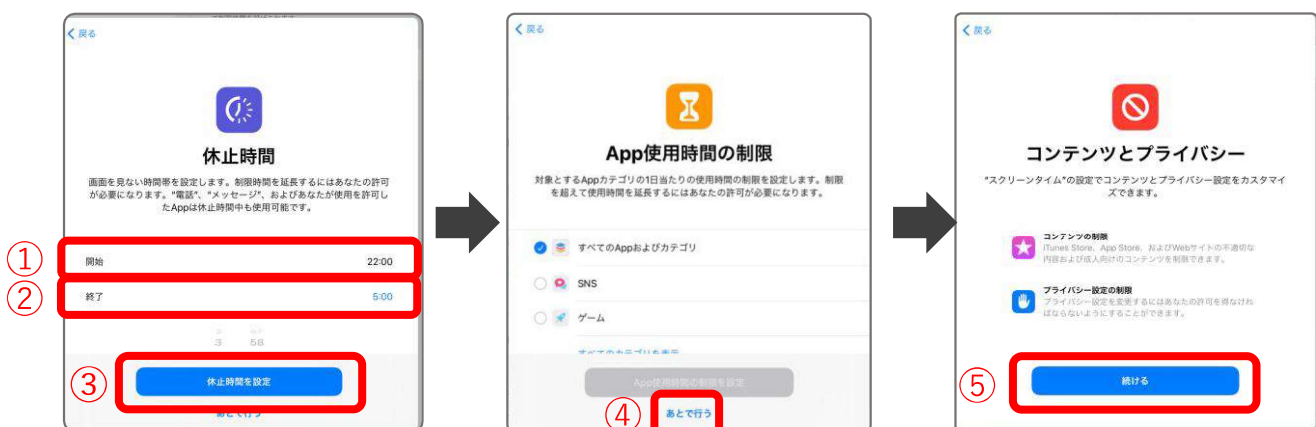 戻る
休止時間
画面を見ない時間帯を設定します。制限時間を延長するにはあなたの許可
が必要になります。"電話"、"メッセージ"、およびあなたが使用を許可し
たAppは休止時間中も使用可能です。
①
開始 22:00
②
終了 5:00
3 58
③
休止時間を設定
あとで行う
戻る
App使用時間の制限
対象とするAppカテゴリの1日当たりの使用時間の制限を設定します。制限
を超えて使用時間を延長するにはあなたの許可が必要になります。
すべてのAppおよびカテゴリ
SNS
ゲーム
すべてのカテゴリを表示
App使用時間の制限を設定
④
あとで行う
戻る
コンテンツとプライバシー
"スクリーンタイム"の設定でコンテンツとプライバシー設定をカスタマイ
ズできます。
コンテンツの制限
iTunes Store、App Store、およびWebサイトの不適切な
内容および成人向けのコンテンツを制限できます。
プライバシー設定の制限
プライバシー設定を変更するにはあなたの許可を得なけれ
ばならないようにすることができます。
⑤
続ける